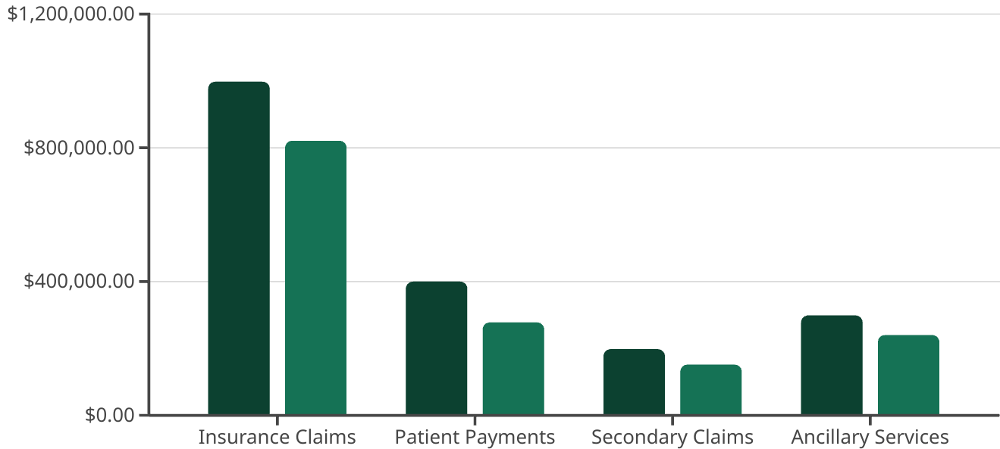 $1,200,000.00
$800,000.00
$400,000.00
$0.00
Insurance Claims Patient Payments Secondary Claims Ancillary Services